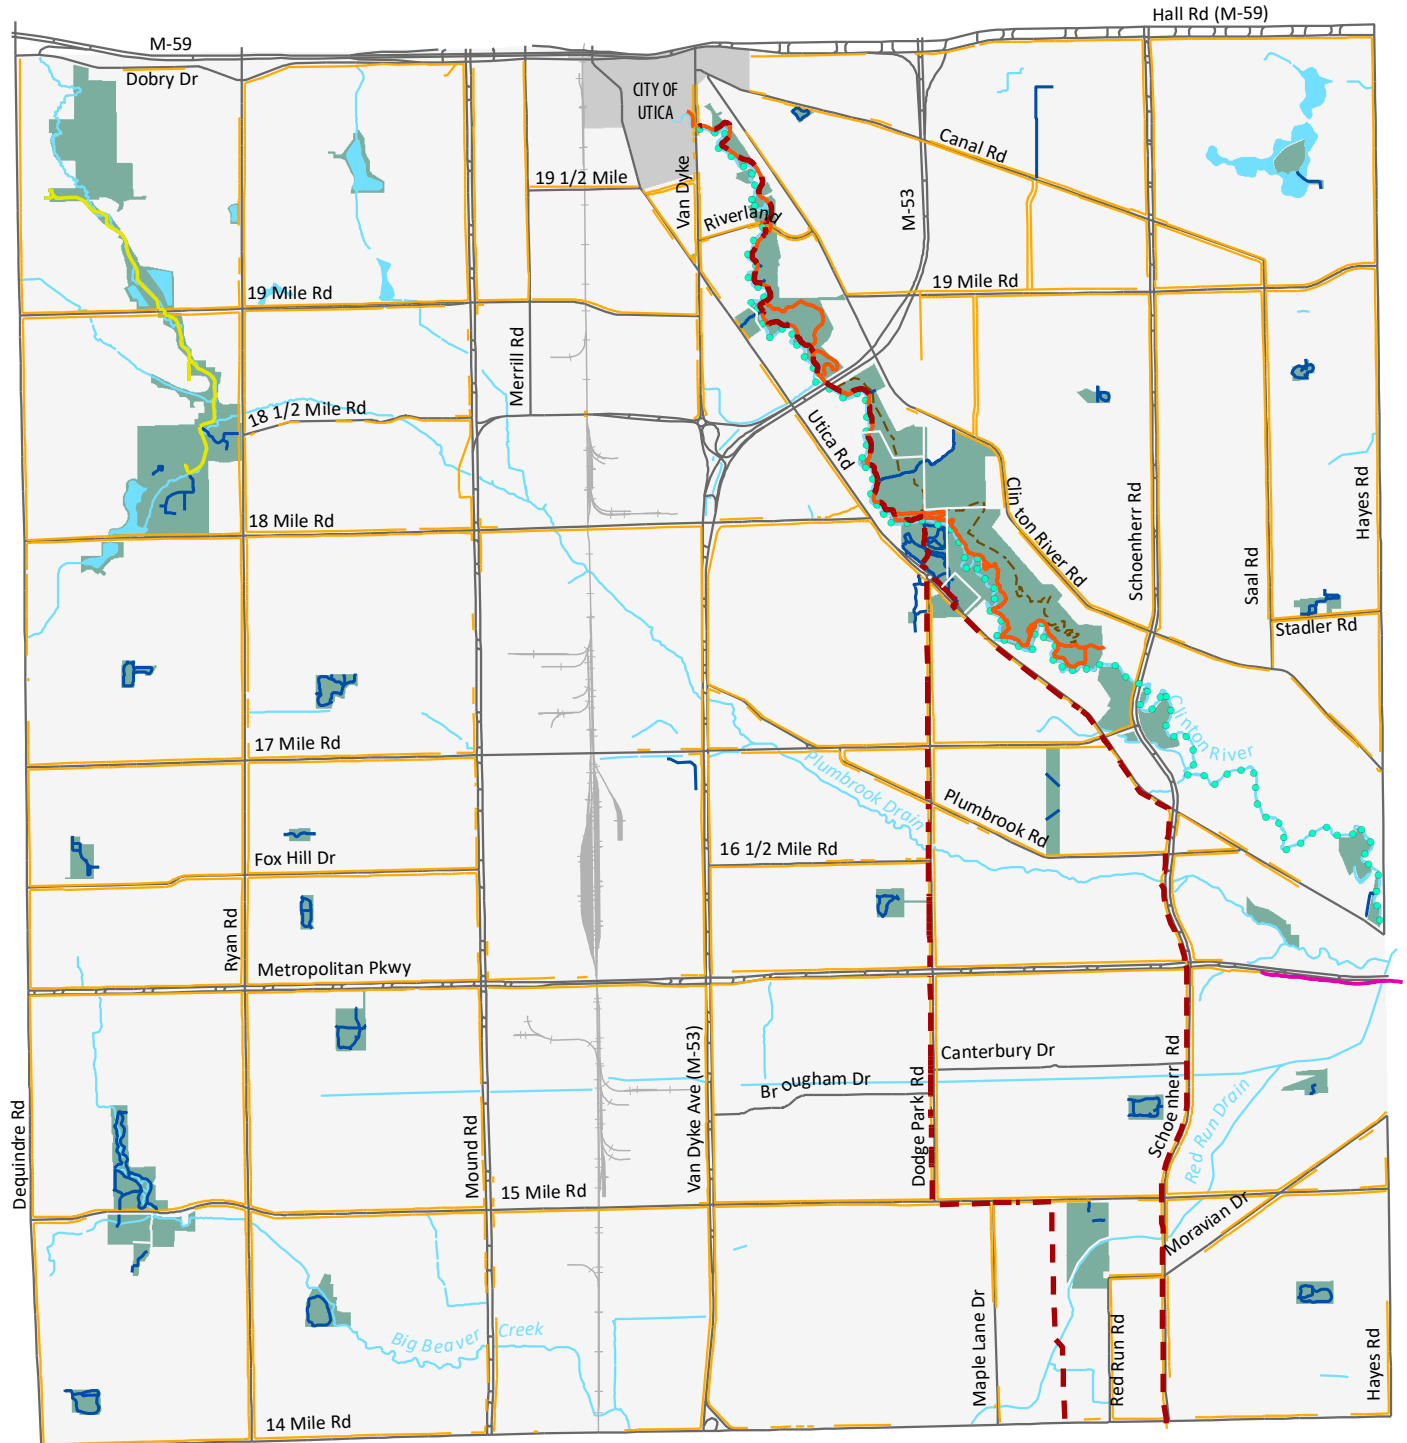 Hall Rd (M-59)
M-59
Dobry Dr
CITY OF
UTICA
Canal Rd
19 1/2 Mile
Van Dyke
Riverland
M-53
19 Mile Rd
19 Mile Rd
Merrill Rd
18 1/2 Mile Rd
Utica Rd
Clinton River Rd
Schoenherr Rd
Saal Rd
Hayes Rd
18 Mile Rd
Stadler Rd
Clinton River
17 Mile Rd
Plumbrook Drain
Plumbrook Rd
16 1/2 Mile Rd
Fox Hill Dr
Ryan Rd
Metropolitan Pkwy
Canterbury Dr
Brougham Dr
Dequindre Rd
Mound Rd
Van Dyke Ave (M-53)
Dodge Park Rd
Schoenherr Rd
Red Run Drain
15 Mile Rd
Moravian Dr
Big Beaver Creek
Maple Lane Dr
Red Run Rd
Hayes Rd
14 Mile Rd